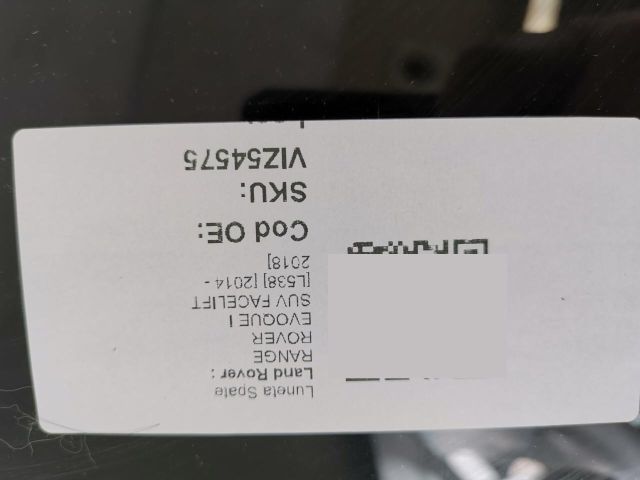 Luneta Spate
Land Rover :
RANGE
ROVER
EVOQUE I
SUV FACELIFT
[L538] [2014 -
2018]
Cod OE:
SKU:
VIZ54575